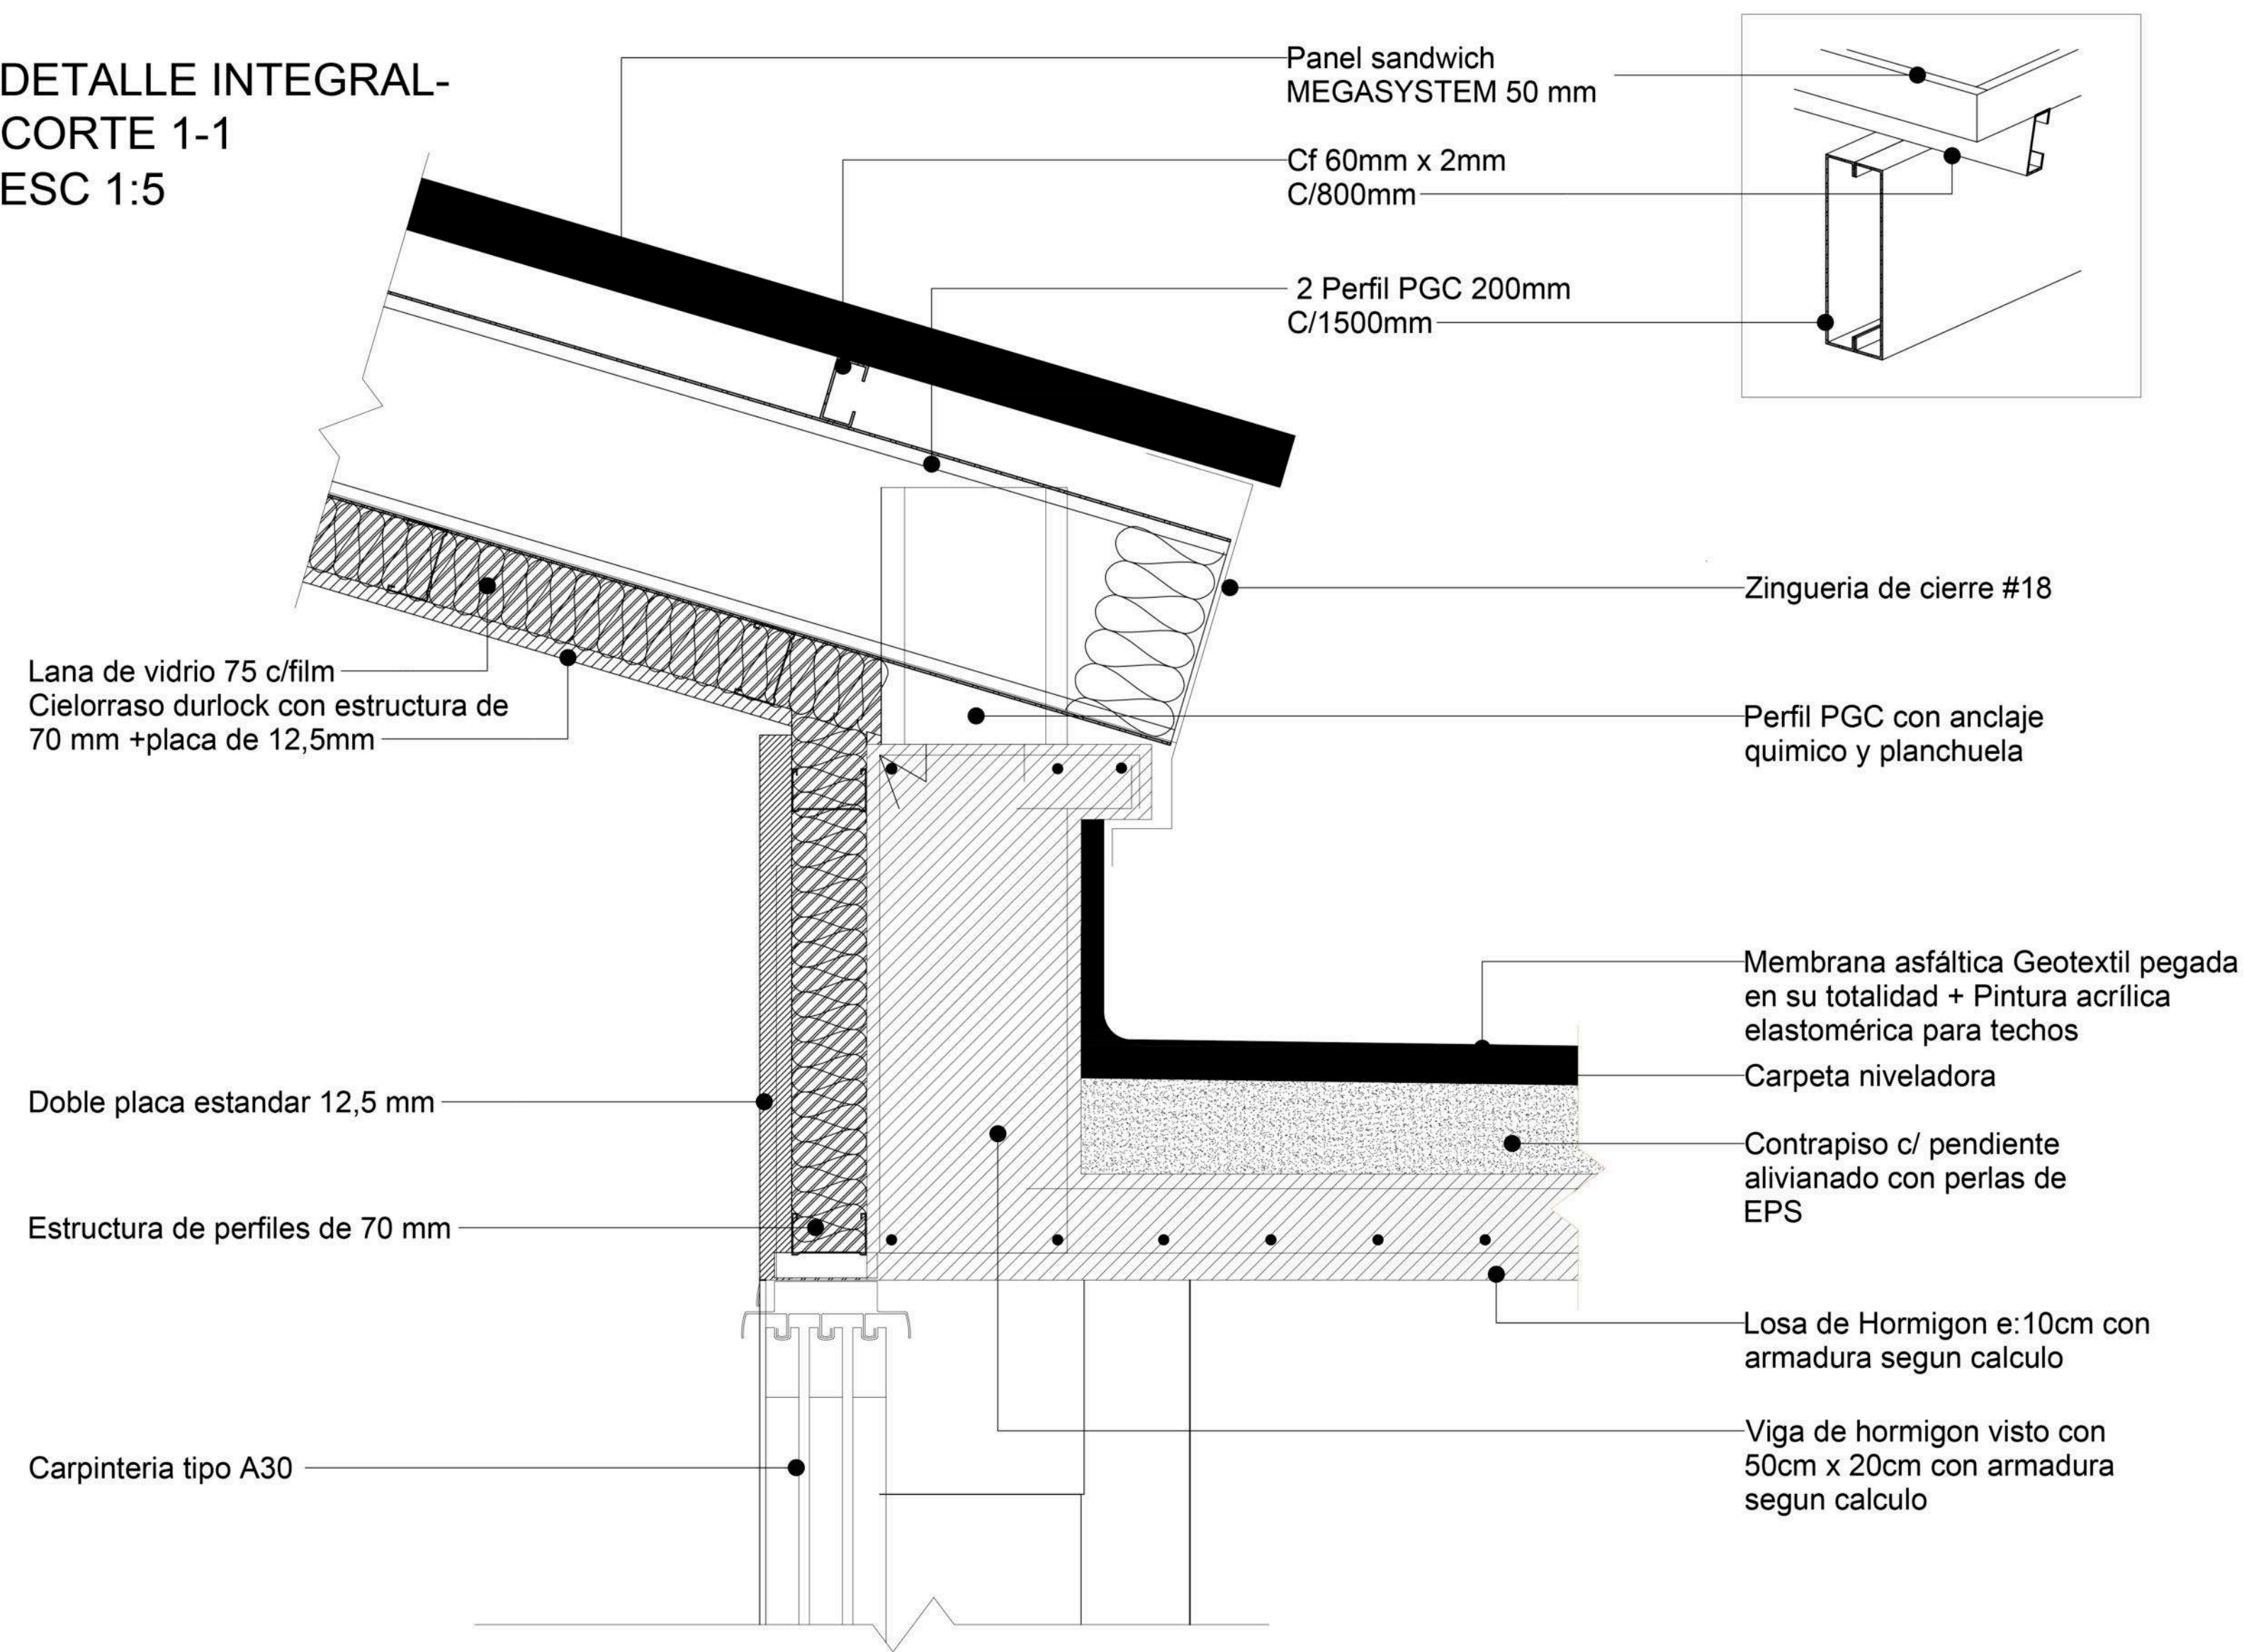 DETALLE INTEGRAL-
CORTE 1-1
ESC 1:5
Panel sandwich
MEGASYSTEM 50 mm
Cf 60mm x 2mm
C/800mm
2 Perfil PGC 200mm
C/1500mm
Zingueria de cierre #18
Lana de vidrio 75 c/film
Cielorraso durlock con estructura de
70 mm +placa de 12,5mm
Perfil PGC con anclaje
quimico y planchuela
Membrana asfáltica Geotextil pegada
en su totalidad + Pintura acrílica
elastomérica para techos
Carpeta niveladora
Doble placa estandar 12,5 mm
Contrapiso c/ pendiente
alivianado con perlas de
EPS
Estructura de perfiles de 70 mm
Losa de Hormigon e:10cm con
armadura segun calculo
Viga de hormigon visto con
50cm x 20cm con armadura
segun calculo
Carpinteria tipo A30